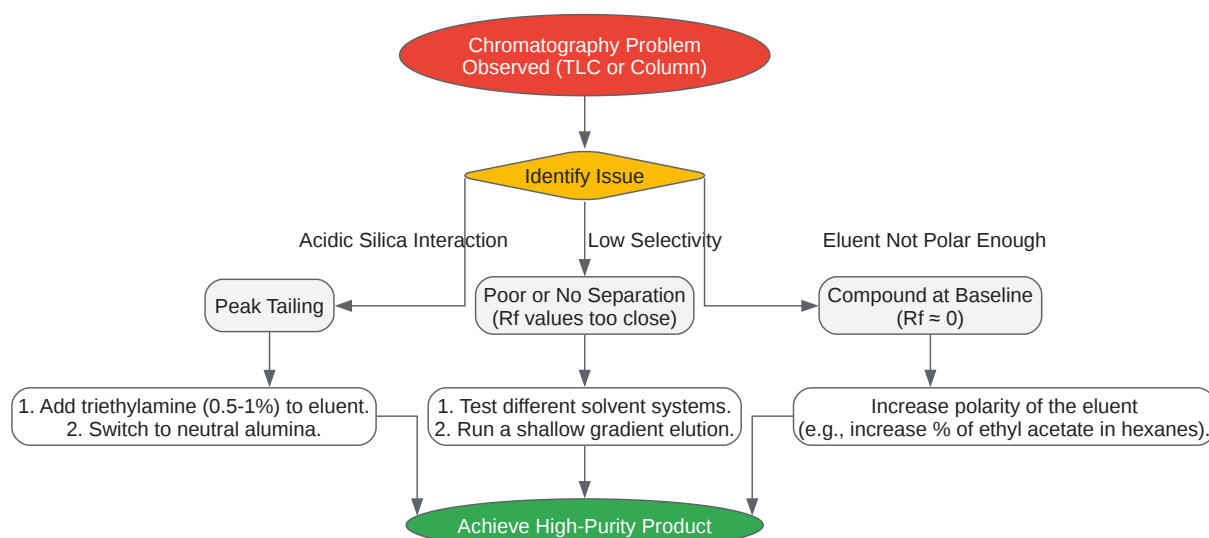 Chromatography Problem
Observed (TLC or Column)
Identify Issue
Acidic Silica Interaction
Low Selectivity
Eluent Not Polar Enough
Peak Tailing
Poor or No Separation
(Rf values too close)
Compound at Baseline
(Rf ≈ 0)
1. Add triethylamine (0.5-1%) to eluent.
2. Switch to neutral alumina.
1. Test different solvent systems.
2. Run a shallow gradient elution.
Increase polarity of the eluent
(e.g., increase % of ethyl acetate in hexanes).
Achieve High-Purity Product